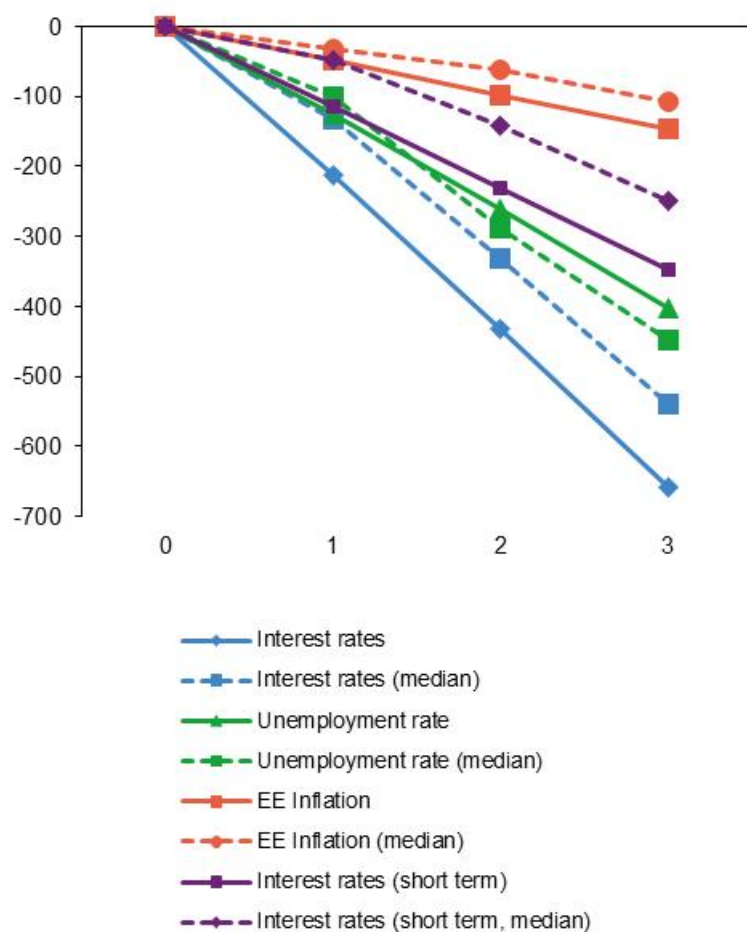 0
-100
-200
-300
-400
-500
-600
-700
0 1 2 3
Interest rates
Interest rates (median)
Unemployment rate
Unemployment rate (median)
EE Inflation
EE Inflation (median)
Interest rates (short term)
Interest rates (short term, median)